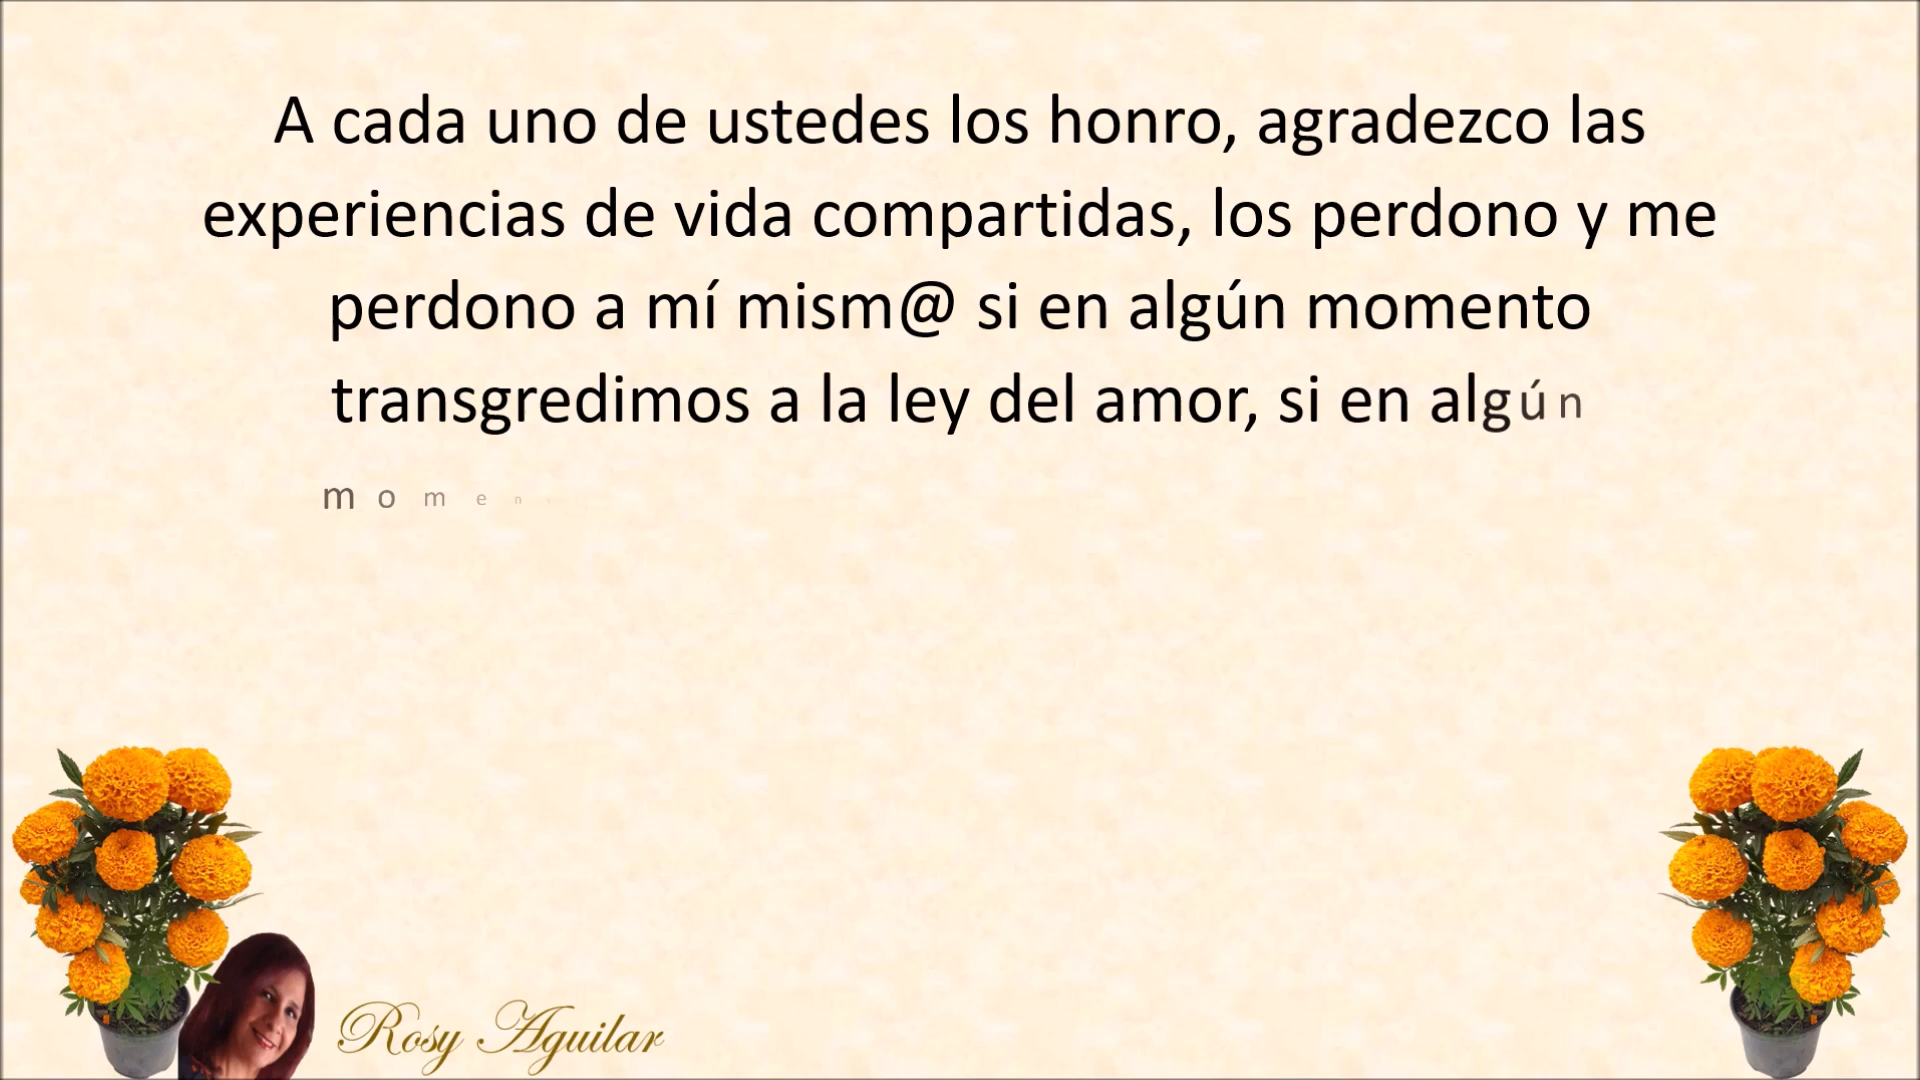 A cada uno de ustedes los honro, agradezco las
experiencias de vida compartidas, los perdono y me
perdono a mí mism@ si en algún momento
transgredimos a la ley del amor, si en algún
momen
Rosy Aguilar